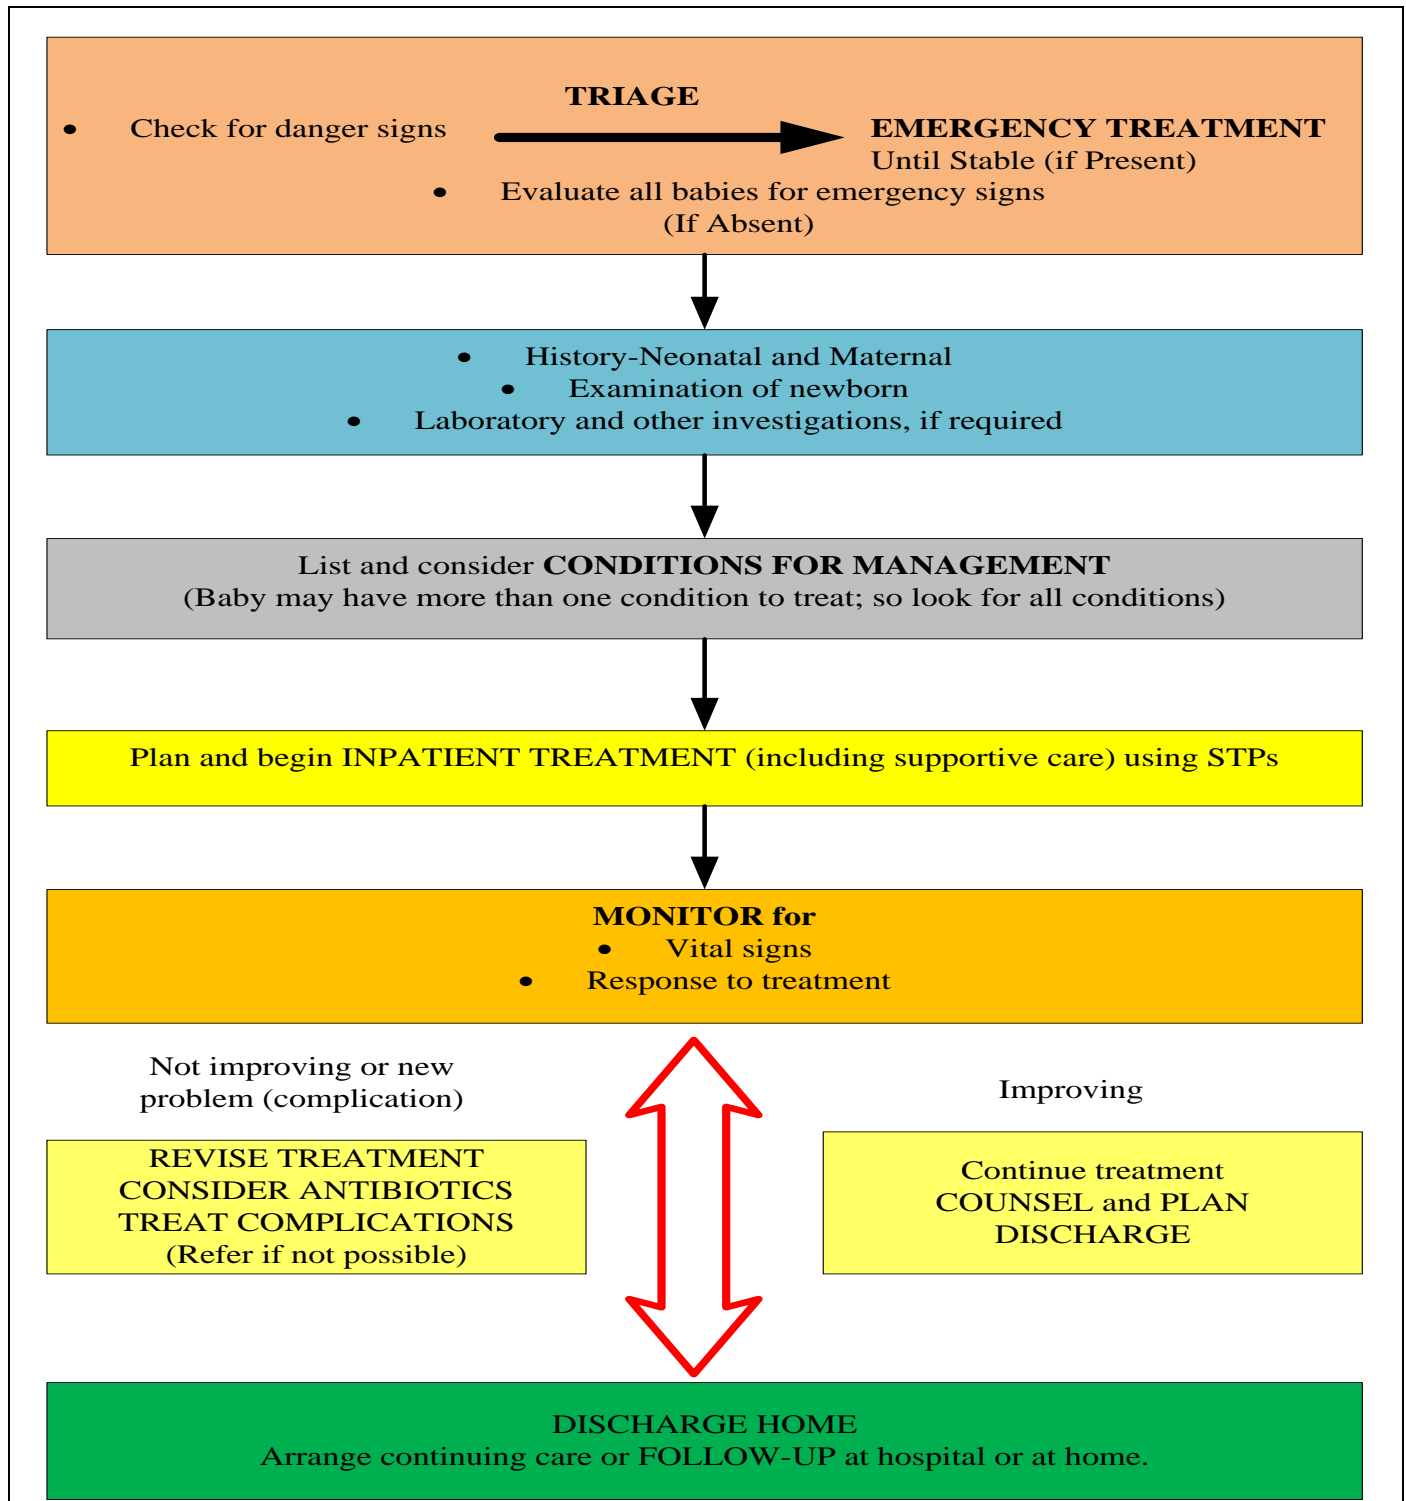 TRIAGE
• Check for danger signs
EMERGENCY TREATMENT
Until Stable (if Present)
• Evaluate all babies for emergency signs
(If Absent)
• History-Neonatal and Maternal
• Examination of newborn
• Laboratory and other investigations, if required
List and consider CONDITIONS FOR MANAGEMENT
(Baby may have more than one condition to treat; so look for all conditions)
Plan and begin INPATIENT TREATMENT (including supportive care) using STPs
MONITOR for
• Vital signs
• Response to treatment
Not improving or new
problem (complication)
REVISE TREATMENT
CONSIDER ANTIBIOTICS
TREAT COMPLICATIONS
(Refer if not possible)
Improving
Continue treatment
COUNSEL and PLAN
DISCHARGE
DISCHARGE HOME
Arrange continuing care or FOLLOW-UP at hospital or at home.